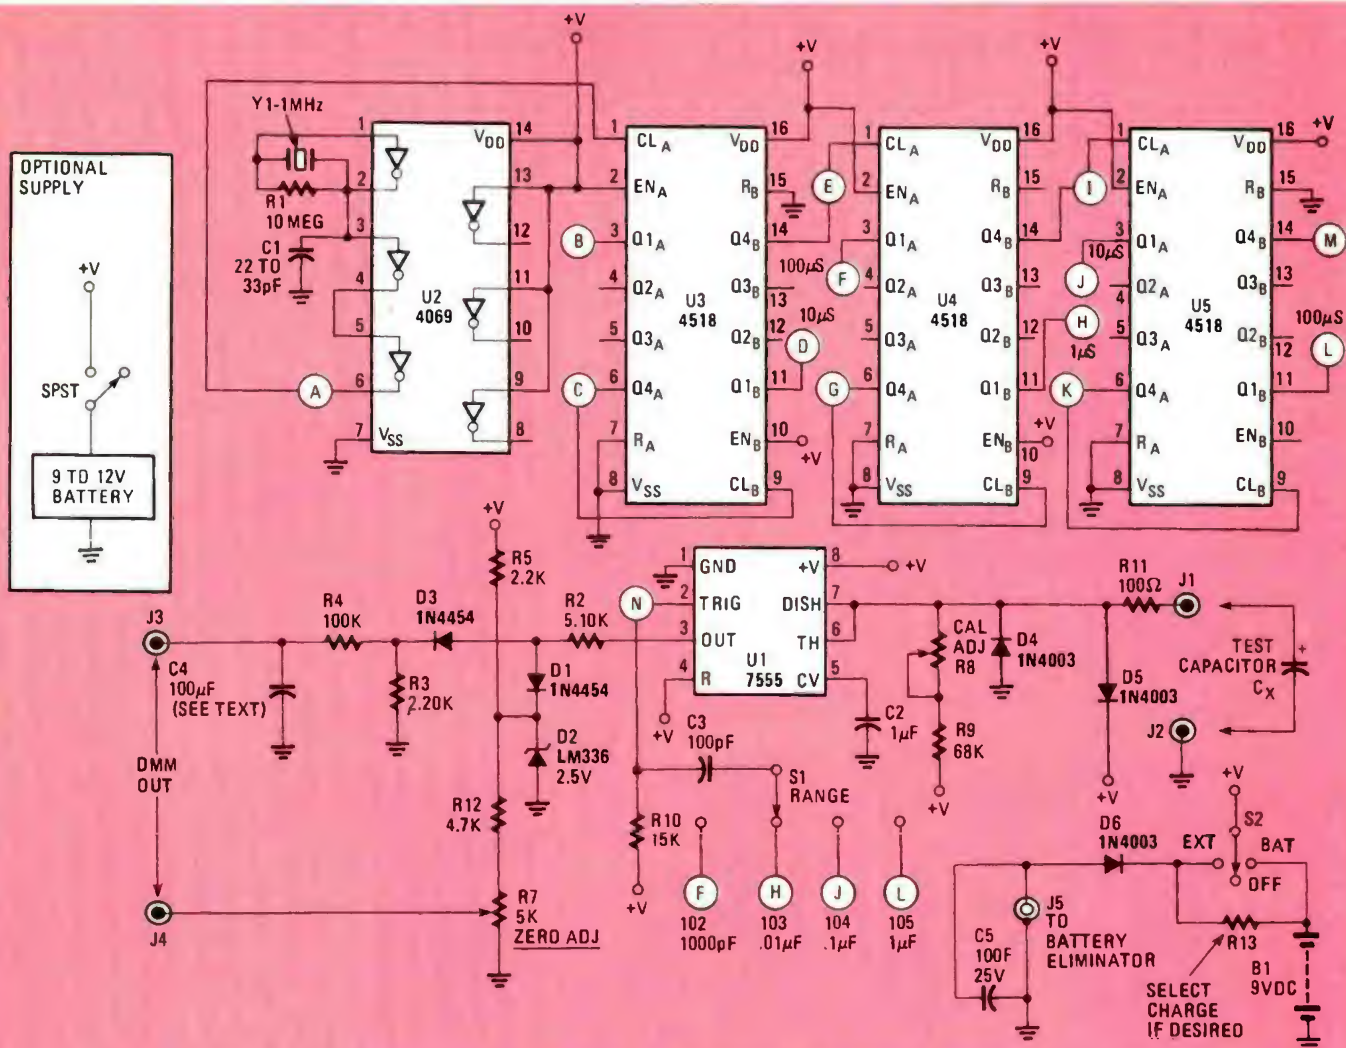 OPTIONAL
SUPPLY
+V
SPST
9 TO 12V
BATTERY
Y1-1MHz
R1
10 MEG
C1
22 TO
33pF
A
1
2
3
4
5
6
7
VSS
VDD
14
13
12
11
10
9
8
U2
4069
+V
1 CLA
2 ENA
B 3 Q1A
4 Q2A
5 Q3A
C 6 Q4A
7 RA
8 VSS
U3
4518
VDD 16
RB 15
Q4B 14
Q3B 13
Q2B 12
Q1B 11
ENB 10
CLB 9
+V
+V
E
100µS
10µS
D
1 CLA
2 ENA
3 Q1A
F 4 Q2A
5 Q3A
G 6 Q4A
7 RA
8 VSS
U4
4518
VDD 16
RB 15
Q4B 14
Q3B 13
Q2B 12
Q1B 11
ENB 10
CLB 9
+V
+V
I
10µS
J
H
1µS
K
1 CLA
2 ENA
3 Q1A
4 Q2A
5 Q3A
6 Q4A
7 RA
8 VSS
U5
4518
VDD 16
RB 15
Q4B 14
Q3B 13
Q2B 12
Q1B 11
ENB 10
CLB 9
+V
M
100µS
L
J3
DMM
OUT
J4
C4
100µF
(SEE TEXT)
R4
100K
R3
2.20K
D3
1N4454
+V
R5
2.2K
R2
5.10K
D1
1N4454
D2
LM336
2.5V
R12
4.7K
R7
5K
ZERO ADJ
N
1 GND
2 TRIG
3 OUT
4 R
U1
7555
+V 8
DISH 7
TH 6
CV 5
+V
+V
C3
100pF
R10
15K
+V
S1
RANGE
F
102
1000pF
H
103
.01µF
J
104
.1µF
L
105
1µF
C2
1µF
CAL
ADJ
R8
R9
68K
+V
D4
1N4003
D5
1N4003
+V
R11
100Ω
J1
J2
TEST
CAPACITOR
CX
+
D6
1N4003
EXT
BAT
OFF
+V
S2
J5
TO
BATTERY
ELIMINATOR
C5
100F
25V
R13
SELECT
CHARGE
IF DESIRED
B1
9VDC